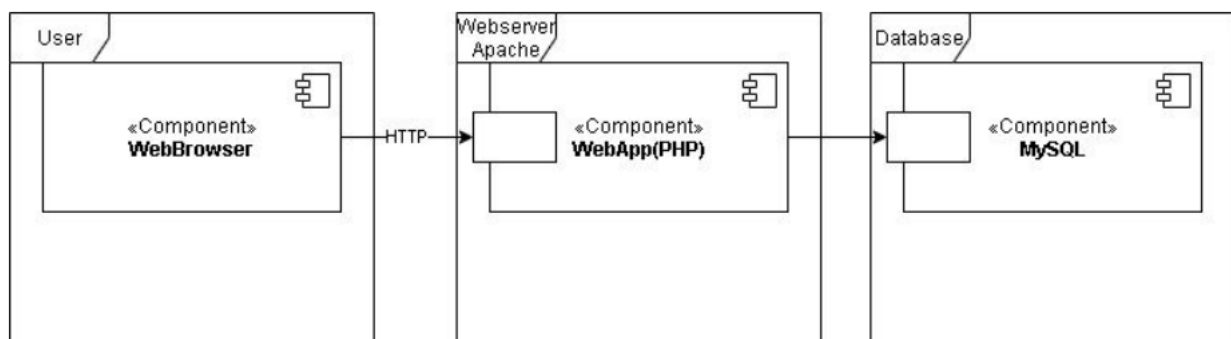 User
«Component»
WebBrowser
HTTP
Webserver
Apache
«Component»
WebApp(PHP)
Database
«Component»
MySQL